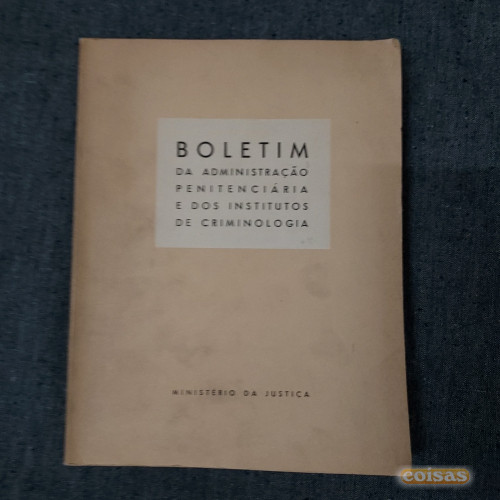 BOLETIM
DA ADMINISTRAÇÃO
PENITENCIÁRIA
E DOS INSTITUTOS
DE CRIMINOLOGIA
MINISTÉRIO DA JUSTIÇA
coisas